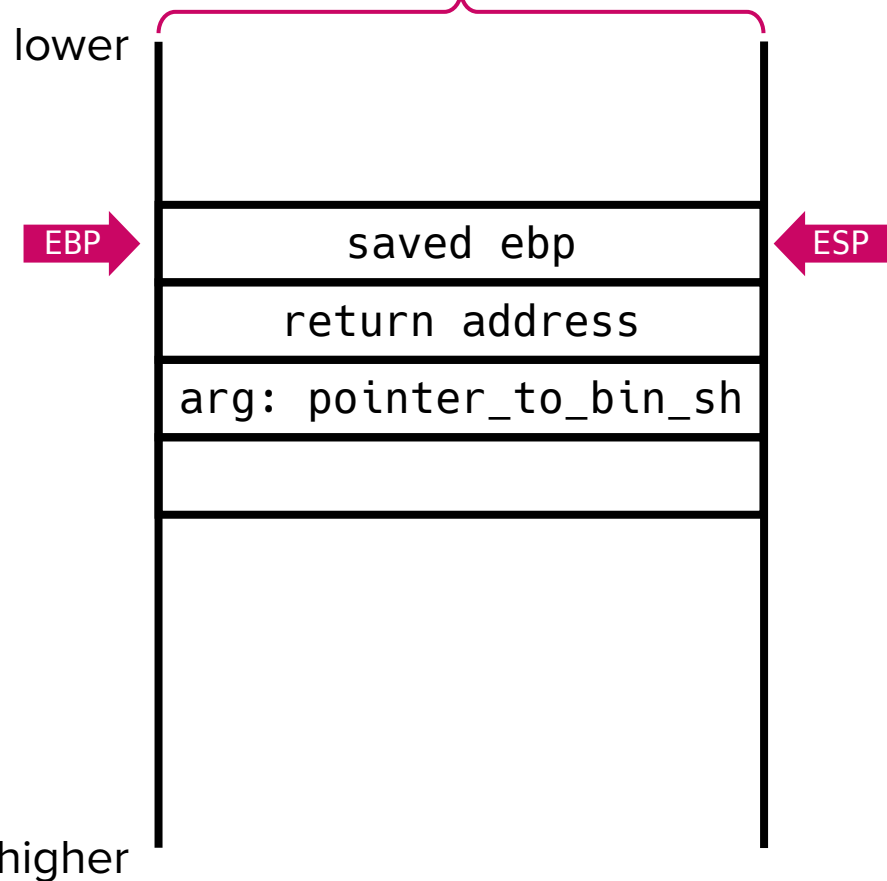 lower
EBP
saved ebp
ESP
return address
arg: pointer_to_bin_sh
higher